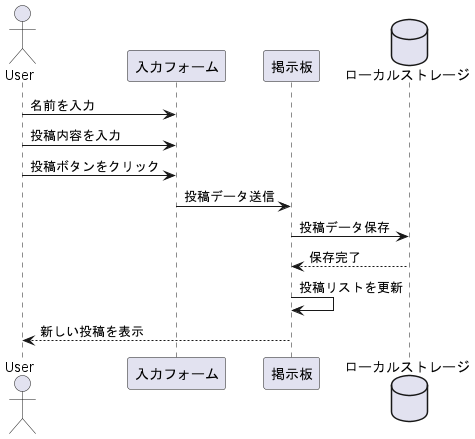 User
入力フォーム
掲示板
ローカルストレージ
名前を入力
投稿内容を入力
投稿ボタンをクリック
投稿データ送信
投稿データ保存
保存完了
投稿リストを更新
新しい投稿を表示
User
入力フォーム
掲示板
ローカルストレージ